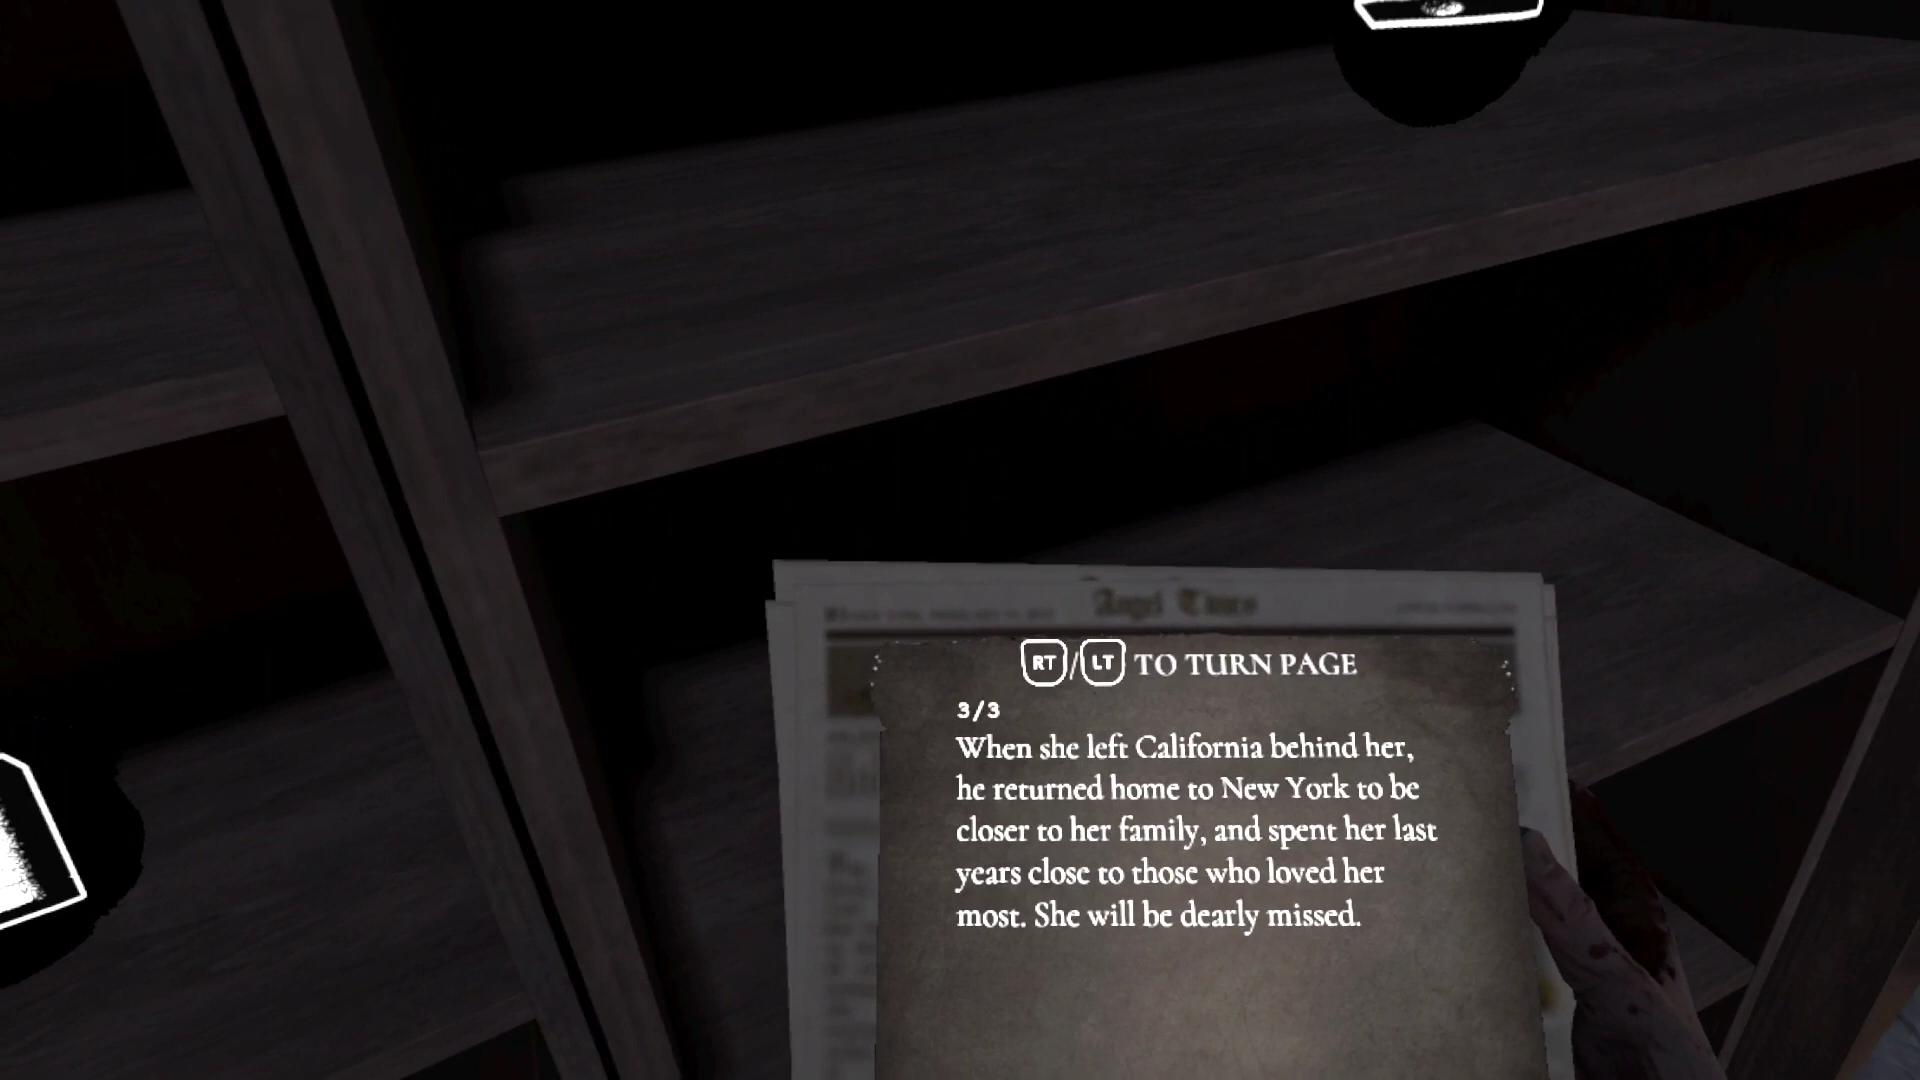 Angel Times
RT/LT TO TURN PAGE
3/3
When she left California behind her,
he returned home to New York to be
closer to her family, and spent her last
years close to those who loved her
most. She will be dearly missed.